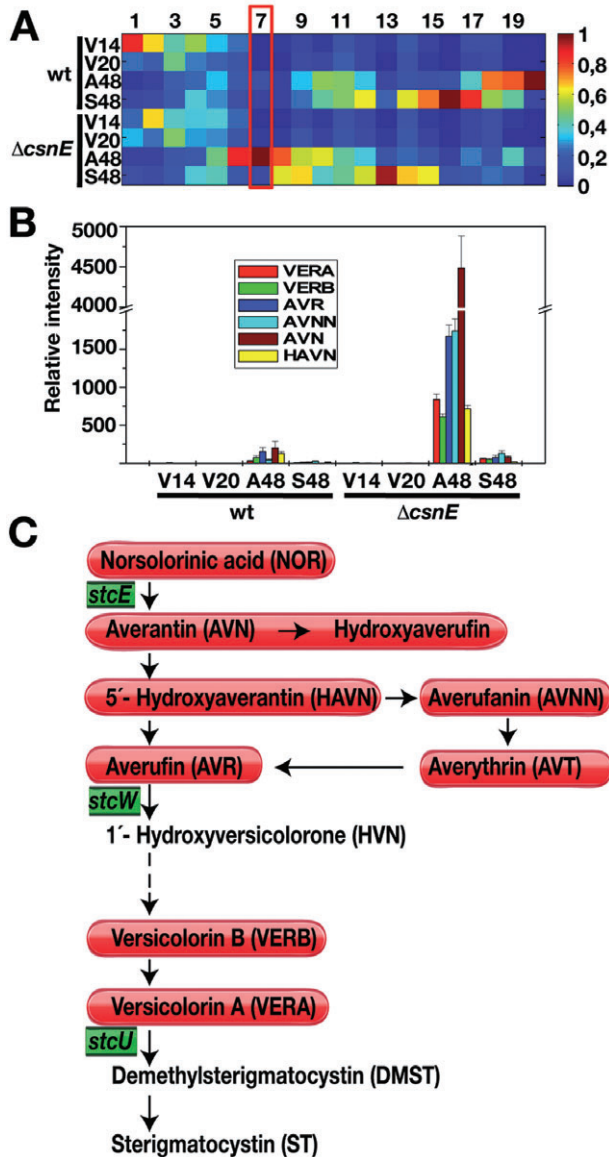 A
1 3 5 7 9 11 13 15 17 19
wt
V14
V20
A48
S48
ΔcsnE
V14
V20
A48
S48
1
0,8
0,6
0,4
0,2
0
B
Relative intensity
5000
4500
4000
1500
1000
500
VERA
VERB
AVR
AVNN
AVN
HAVN
V14 V20 A48 S48 V14 V20 A48 S48
wt ΔcsnE
C
Norsolorinic acid (NOR)
stcE
Averantin (AVN) → Hydroxyaverufin
5´- Hydroxyaverantin (HAVN) → Averufanin (AVNN)
Averufin (AVR) ← Averythrin (AVT)
stcW
1´- Hydroxyversicolorone (HVN)
Versicolorin B (VERB)
Versicolorin A (VERA)
stcU
Demethylsterigmatocystin (DMST)
Sterigmatocystin (ST)